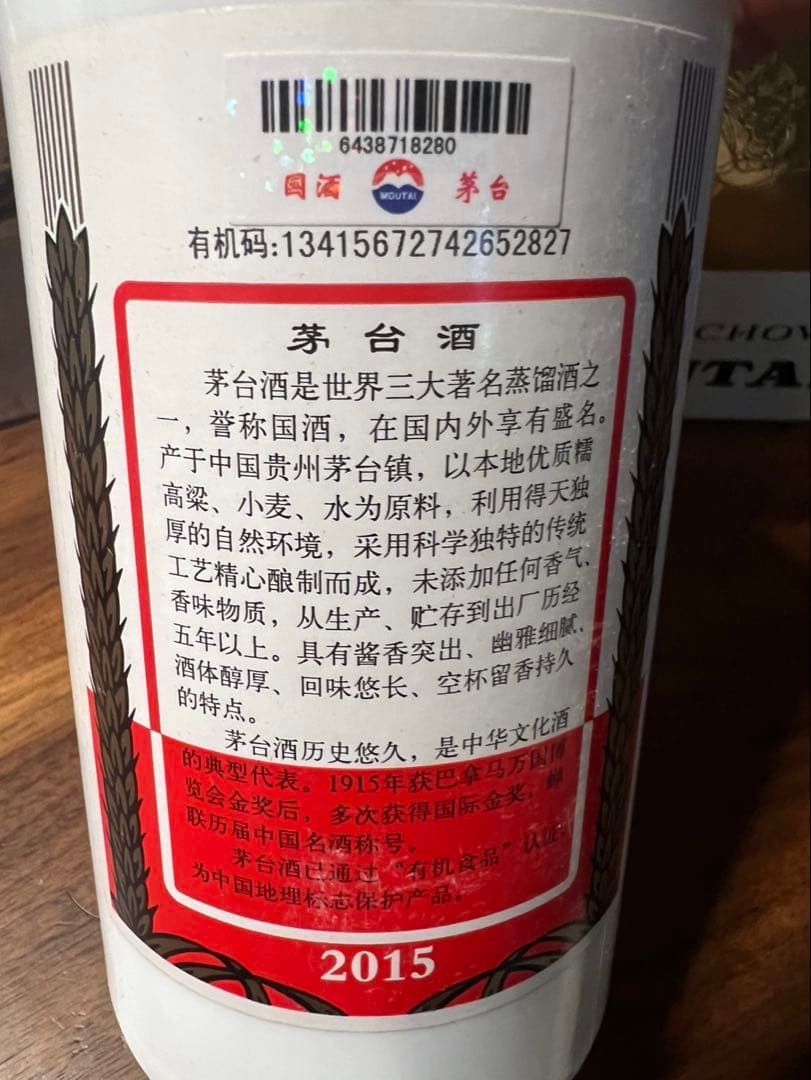 6438718280
国酒 MOUTAI 茅台
有机码:13415672742652827
茅台酒
茅台酒是世界三大著名蒸馏酒之
一，誉称国酒，在国内外享有盛名。
产于中国贵州茅台镇，以本地优质糯
高粱、小麦、水为原料，利用得天独
厚的自然环境，采用科学独特的传统
工艺精心酿制而成，未添加任何香气、
香味物质，从生产、贮存到出厂历经
五年以上。具有酱香突出、幽雅细腻、
酒体醇厚、回味悠长、空杯留香持久
的特点。
茅台酒历史悠久，是中华文化酒
的典型代表。1915年获巴拿马万国博
览会金奖后，多次获得国际金奖，蝉
联历届中国名酒称号。
茅台酒已通过“有机食品”认证，
为中国地理标志保护产品。
2015
CHOW
UTA